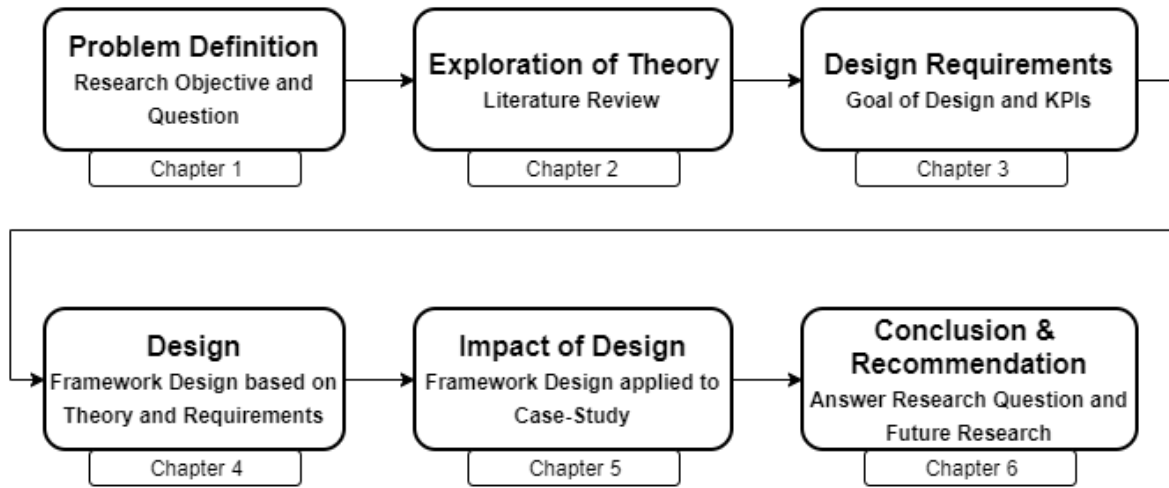 Problem Definition
Research Objective and
Question
Chapter 1
Exploration of Theory
Literature Review
Chapter 2
Design Requirements
Goal of Design and KPIs
Chapter 3
Design
Framework Design based on
Theory and Requirements
Chapter 4
Impact of Design
Framework Design applied to
Case-Study
Chapter 5
Conclusion &
Recommendation
Answer Research Question and
Future Research
Chapter 6